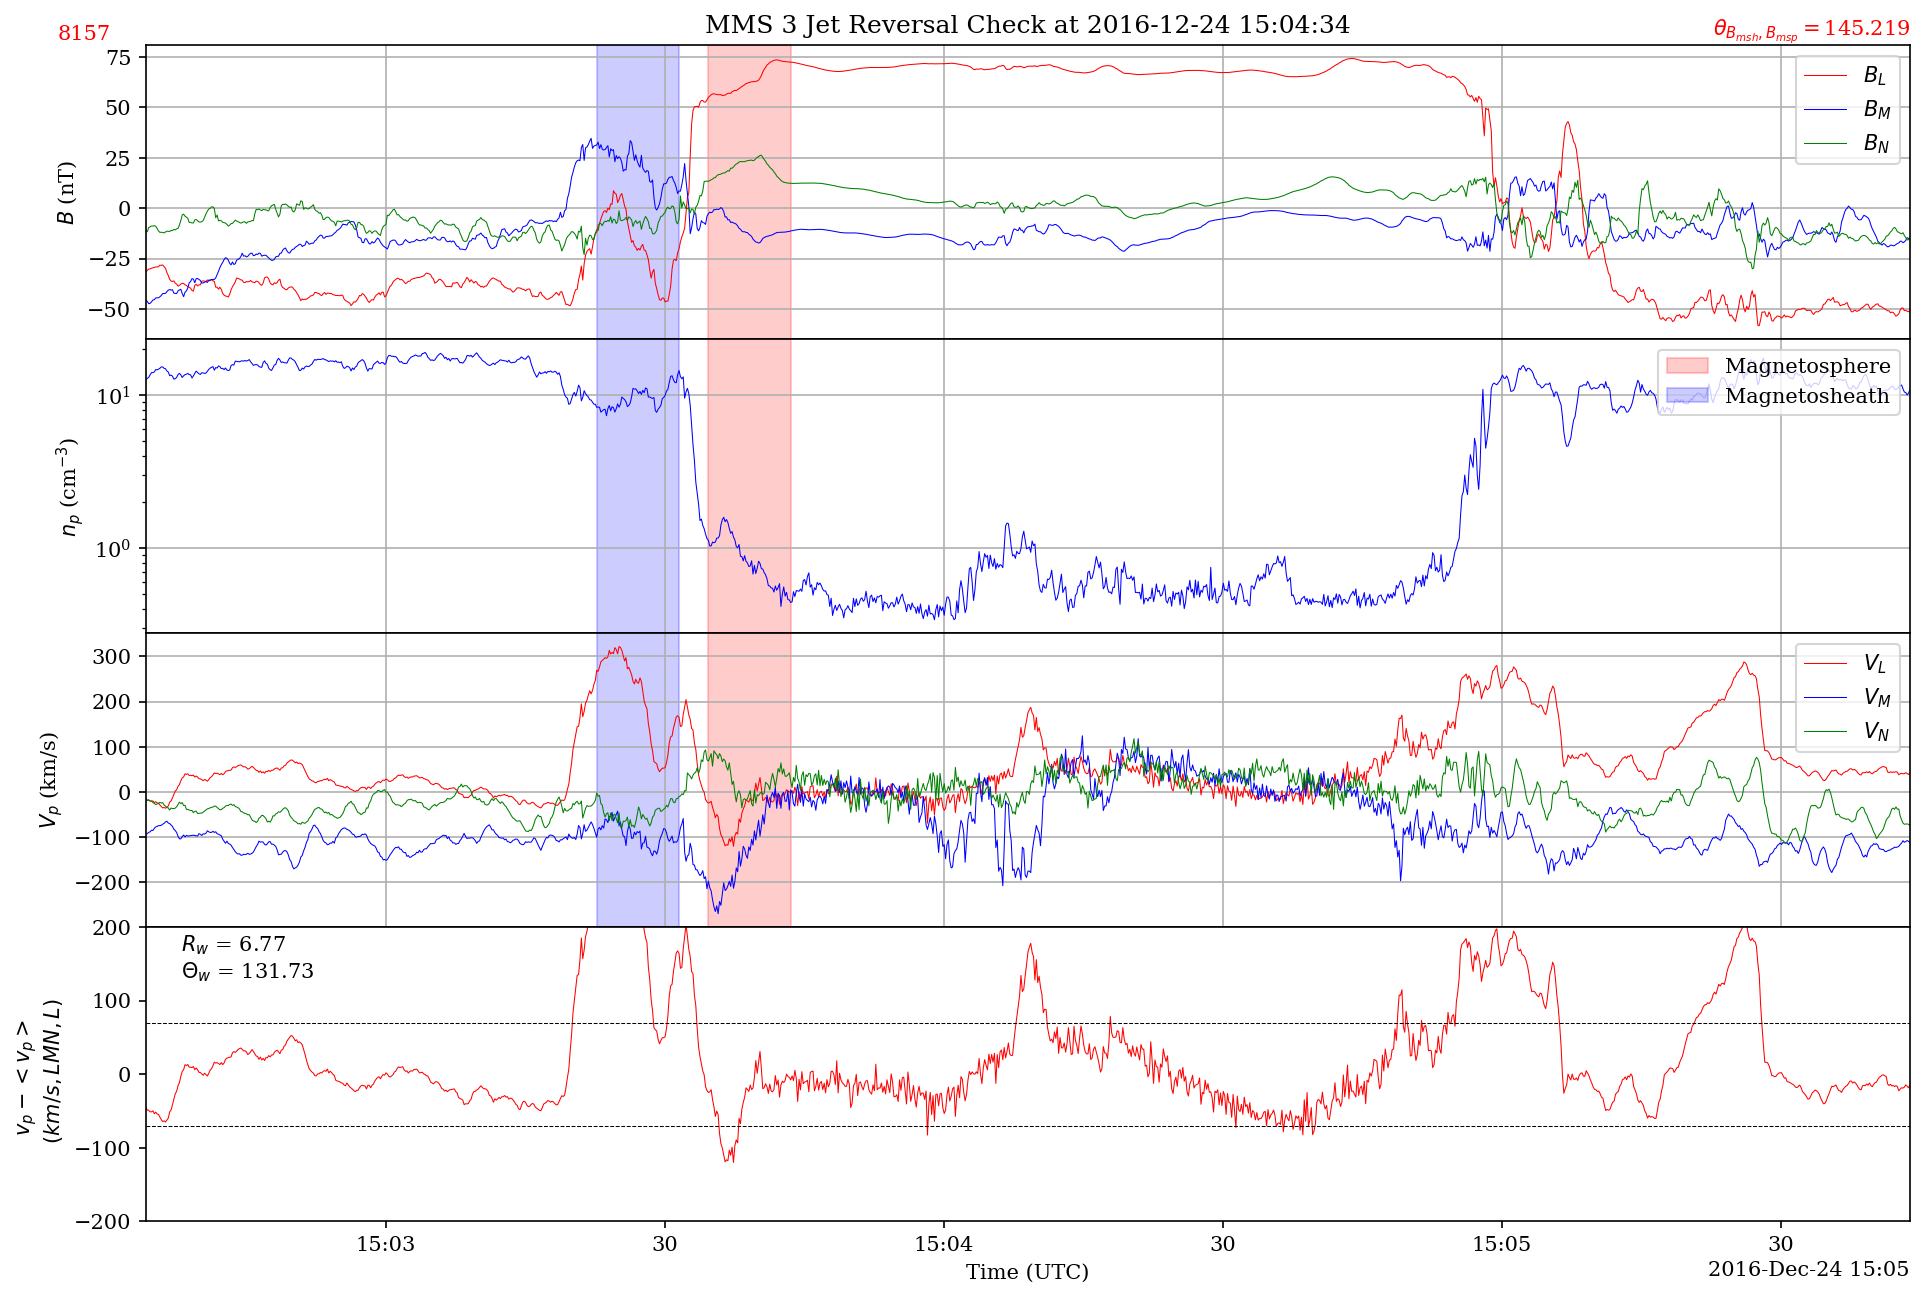 MMS 3 Jet Reversal Check at 2016-12-24 15:04:34
8157
θ_{B_{msh}, B_{msp}} = 145.219
75
50
25
0
−25
−50
B (nT)
B_L
B_M
B_N
10^1
10^0
n_p (cm^{−3})
Magnetosphere
Magnetosheath
300
200
100
0
−100
−200
V_p (km/s)
V_L
V_M
V_N
200
100
0
−100
−200
v_p − < v_p >
(km/s, LMN, L)
R_w = 6.77
Θ_w = 131.73
15:03
30
15:04
30
15:05
30
Time (UTC)
2016-Dec-24 15:05